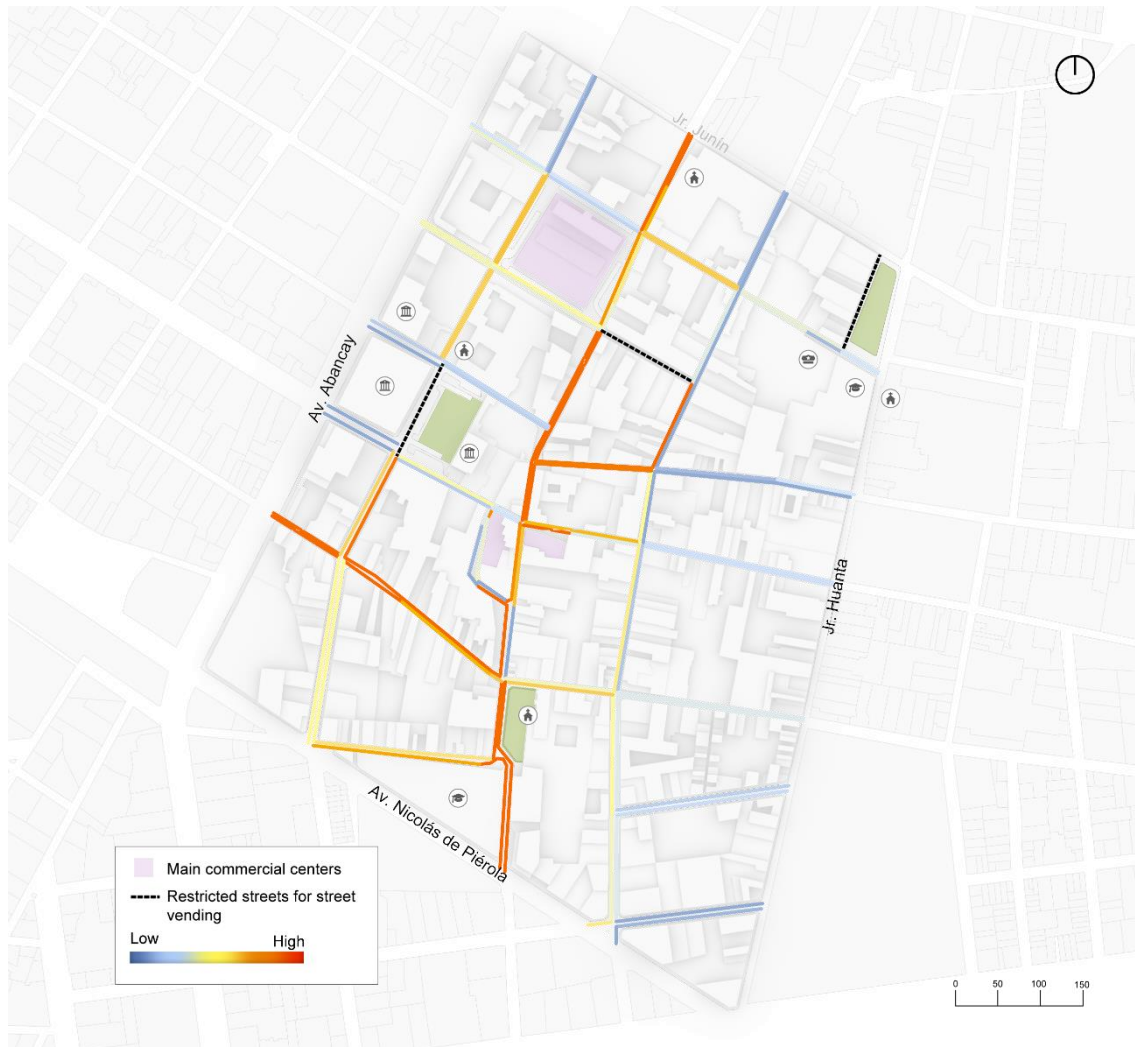 Jr. Junín
Av. Abancay
Jr. Huanta
Av. Nicolás de Piérola
Main commercial centers
Restricted streets for street
vending
Low High
0 50 100 150